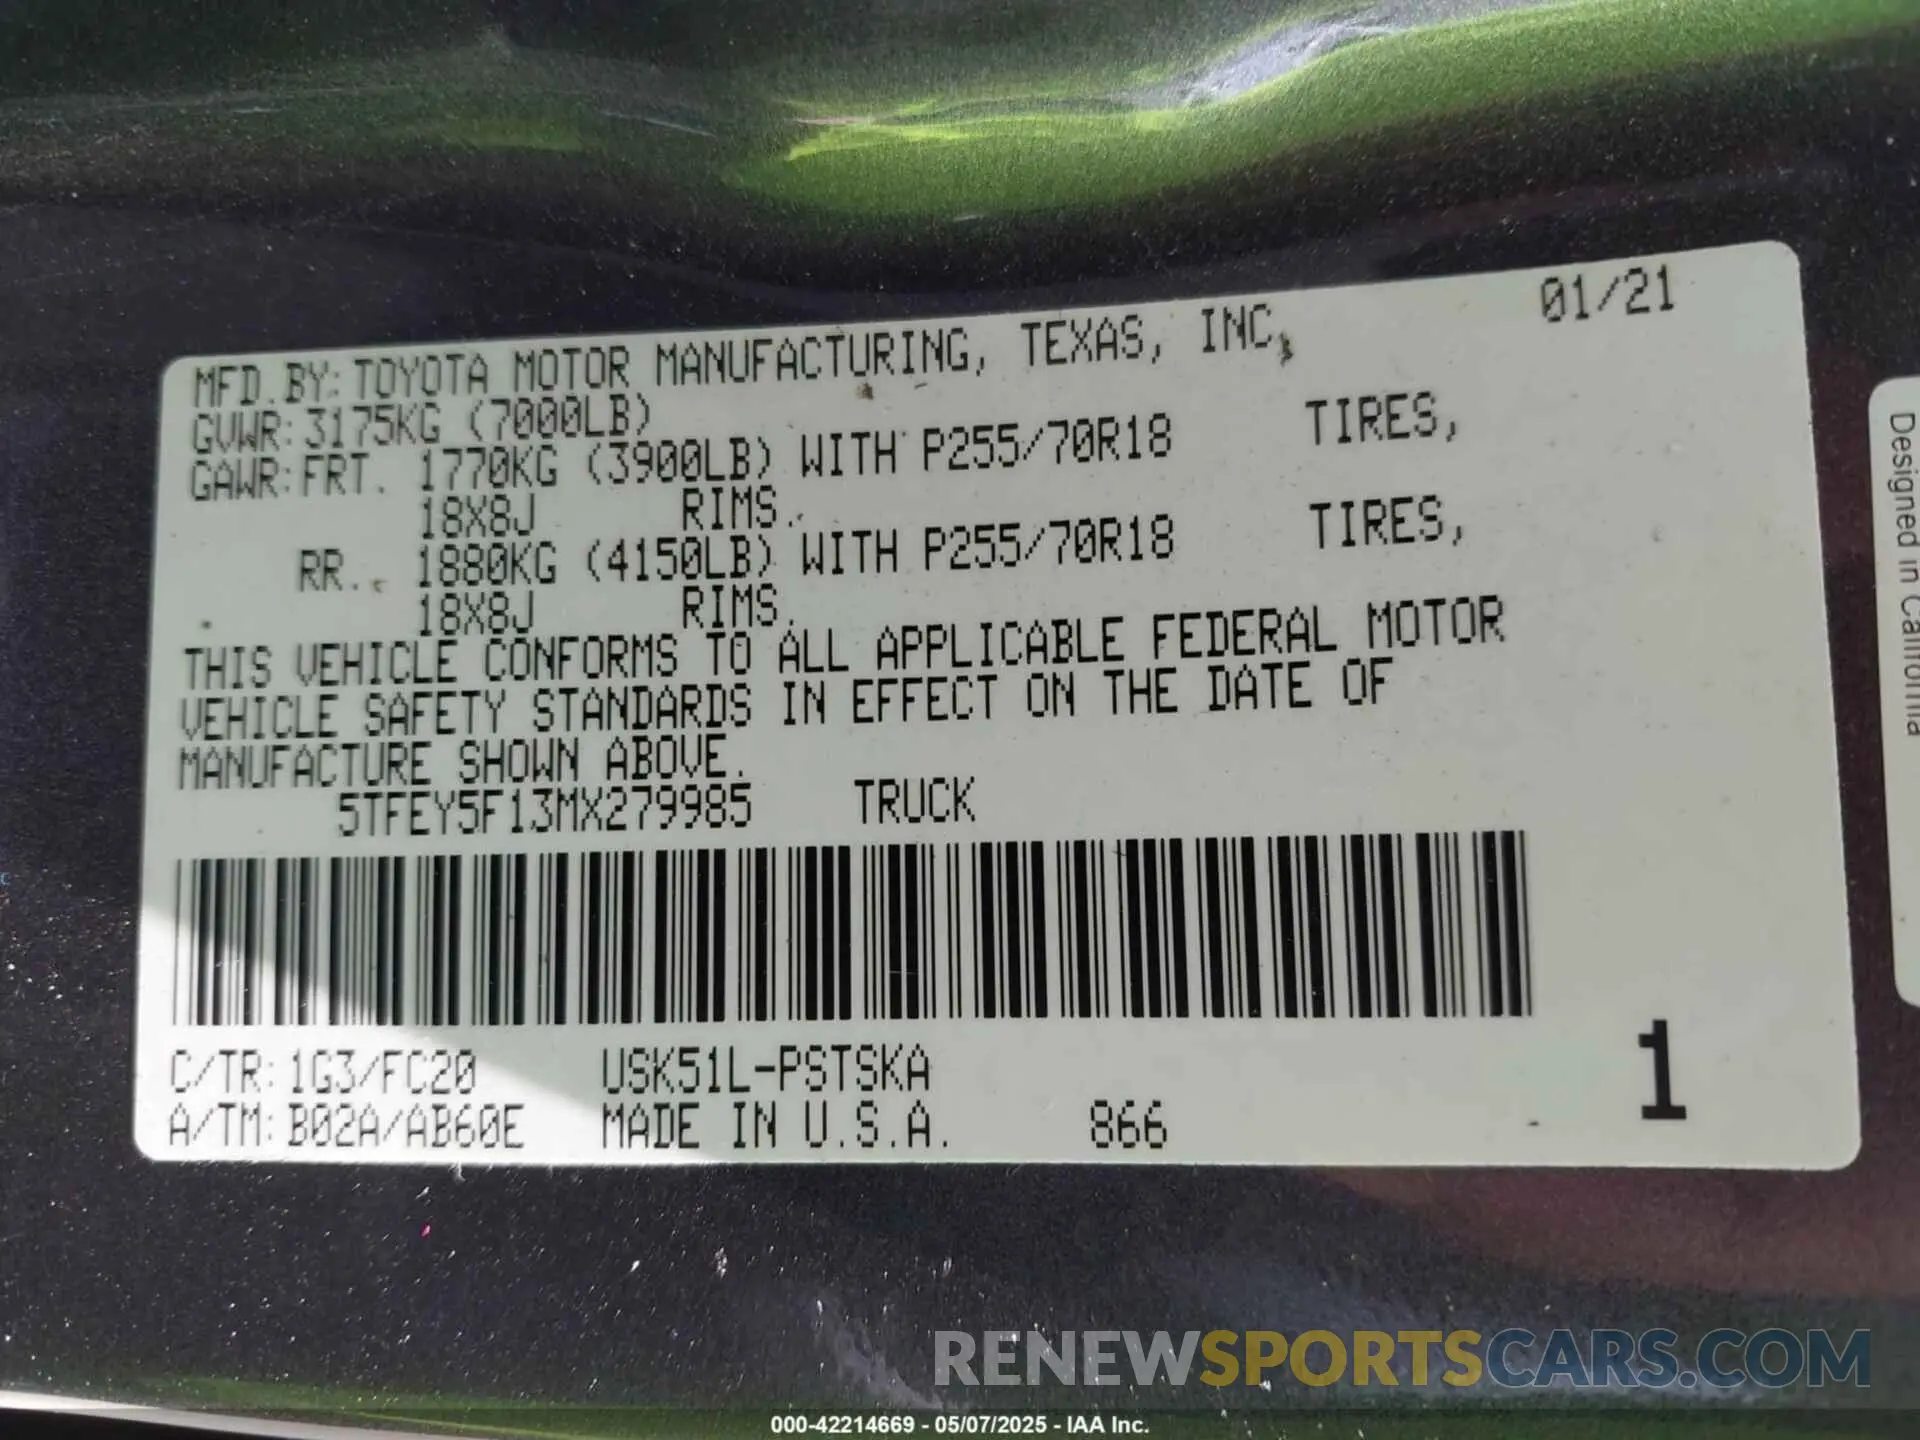 MFD.BY: TOYOTA MOTOR MANUFACTURING, TEXAS, INC. 01/21
GVWR: 3175KG (7000LB)
GAWR: FRT. 1770KG (3900LB) WITH P255/70R18 TIRES,
18X8J RIMS.
RR. 1880KG (4150LB) WITH P255/70R18 TIRES,
18X8J RIMS.
THIS VEHICLE CONFORMS TO ALL APPLICABLE FEDERAL MOTOR
VEHICLE SAFETY STANDARDS IN EFFECT ON THE DATE OF
MANUFACTURE SHOWN ABOVE.
5TFEY5F13MX279985 TRUCK
C/TR: 1G3/FC20 USK51L-PSTSKA
A/TM: B02A/AB60E MADE IN U.S.A. 866
1
Designed in California
RENEWSPORTSCARS.COM
000-42214669 - 05/07/2025 - IAA Inc.